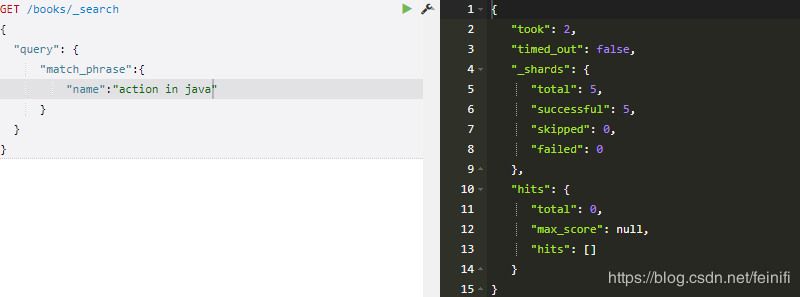 GET /books/_search
{
"query": {
"match_phrase":{
"name":"action in java"
}
}
}
1 {
2 "took": 2,
3 "timed_out": false,
4 "_shards": {
5 "total": 5,
6 "successful": 5,
7 "skipped": 0,
8 "failed": 0
9 },
10 "hits": {
11 "total": 0,
12 "max_score": null,
13 "hits": []
14 }
15 }
https://blog.csdn.net/feinifi